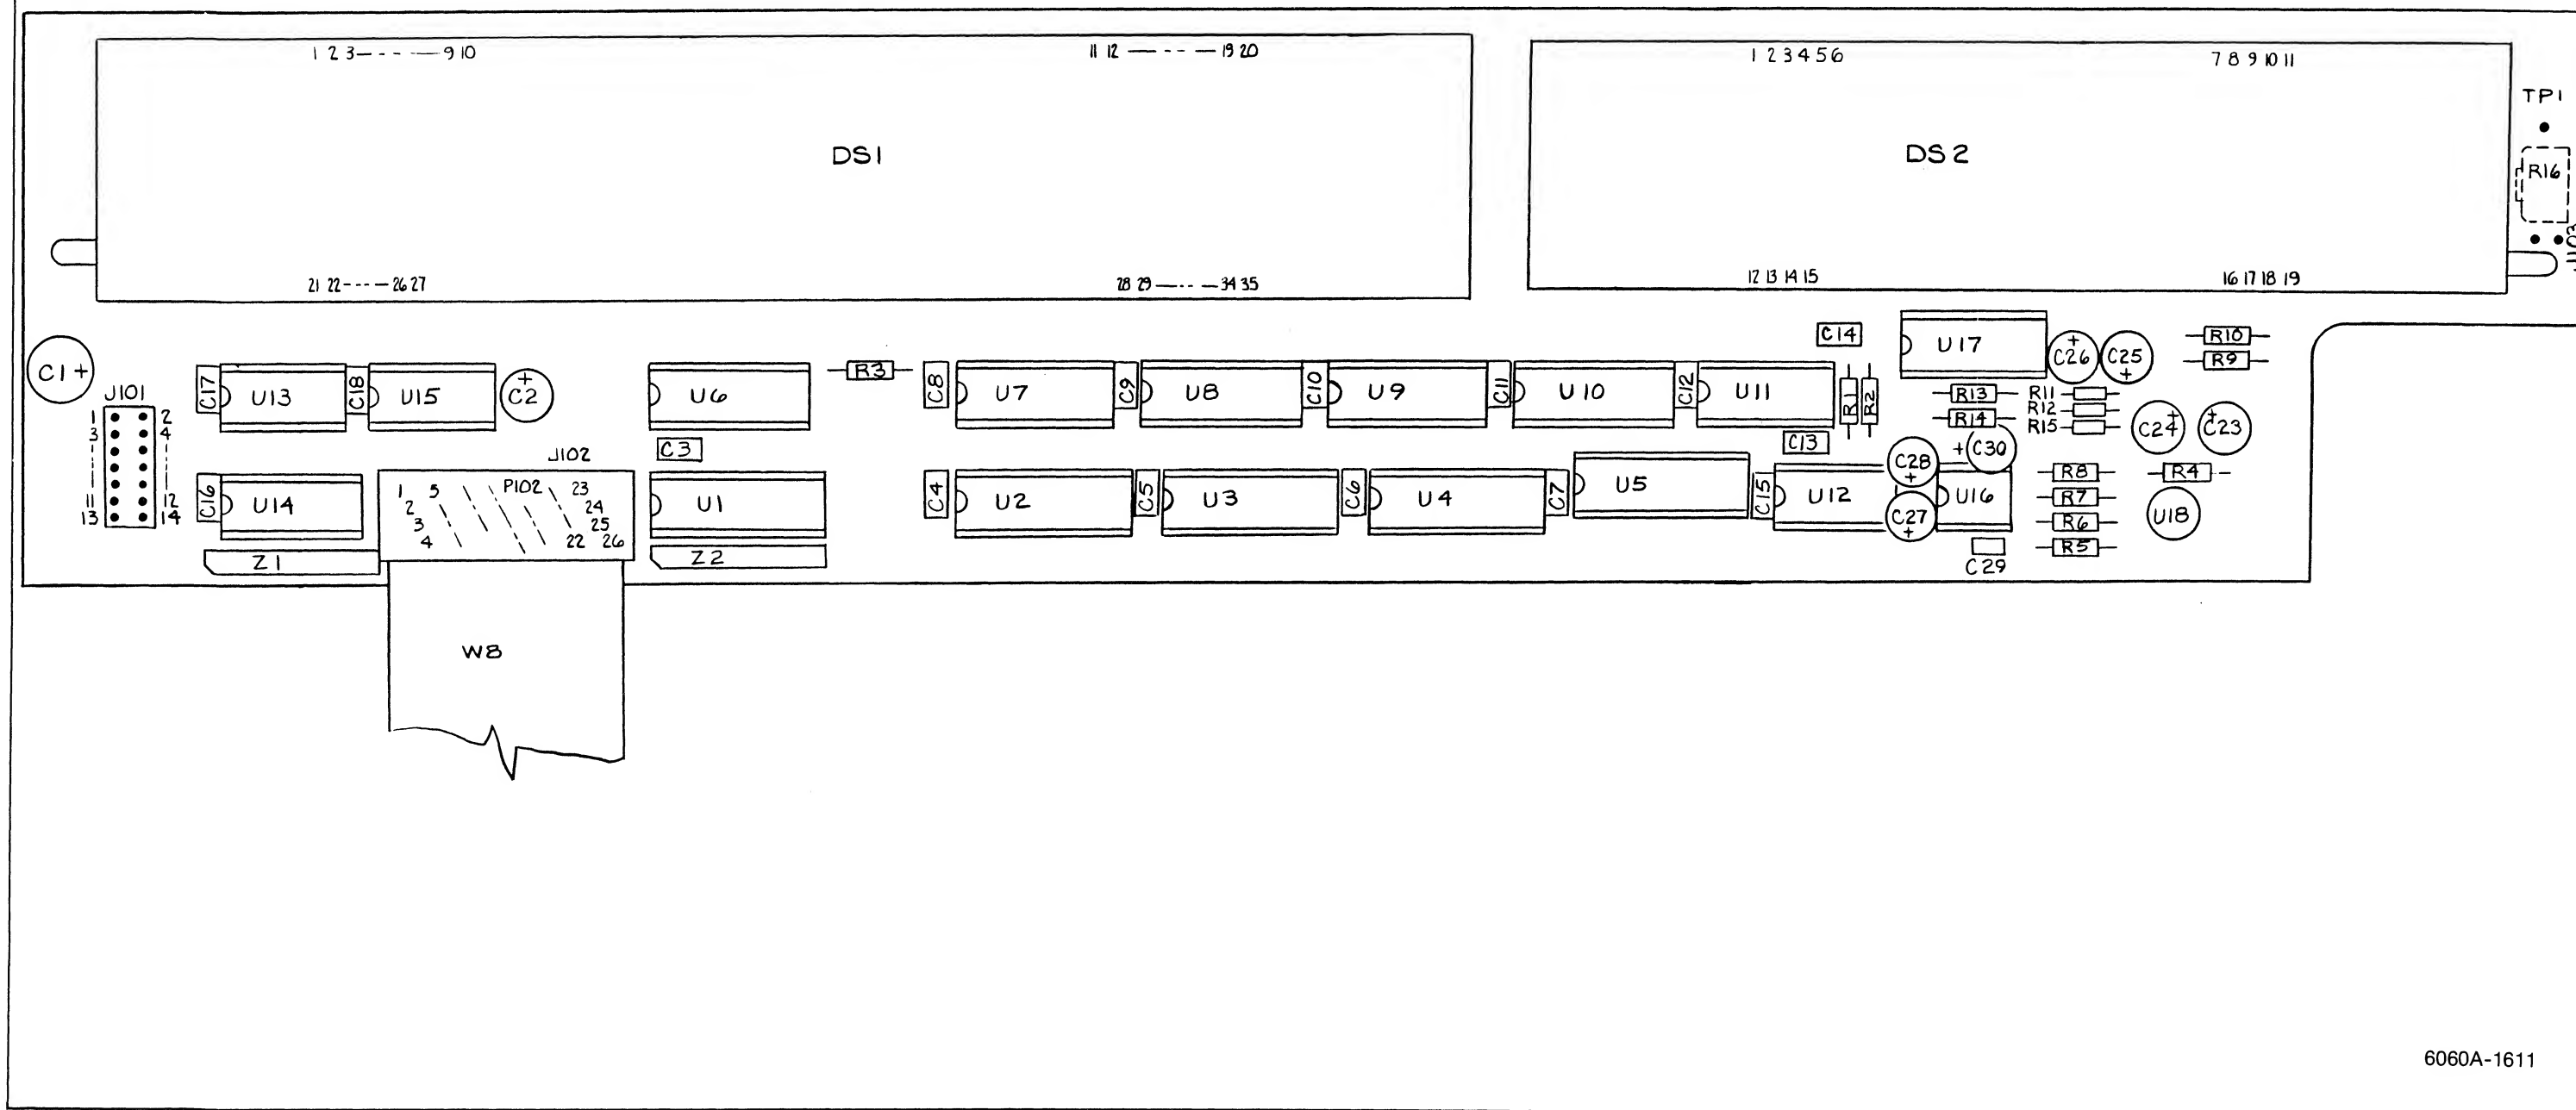 1 2 3 - - - - 9 10
11 12 - - - - 19 20
DS1
21 22 - - - - 26 27
28 29 - - - - 34 35
1 2 3 4 5 6
7 8 9 10 11
DS2
12 13 14 15
16 17 18 19
TP1
R16
J103
C1 +
J101
1 2
3 4
11 12
13 14
C17
U13
C18
U15
+
C2
U6
R3
C8
U7
C9
U8
C10
U9
C11
U10
C12
U11
R1
R2
C14
U17
+
C26
C25
+
R10
R9
R13
R14
R11
R12
R15
C24
+
+
C23
C3
C13
C28
+
+
C30
J102
P102
1 5 23
2 24
3 25
4 22 26
C16
U14
Z1
U1
Z2
C4
U2
C5
U3
C6
U4
C7
U5
C15
U12
C27
+
U16
C29
R8
R7
R6
R5
R4
U18
W8
6060A-1611